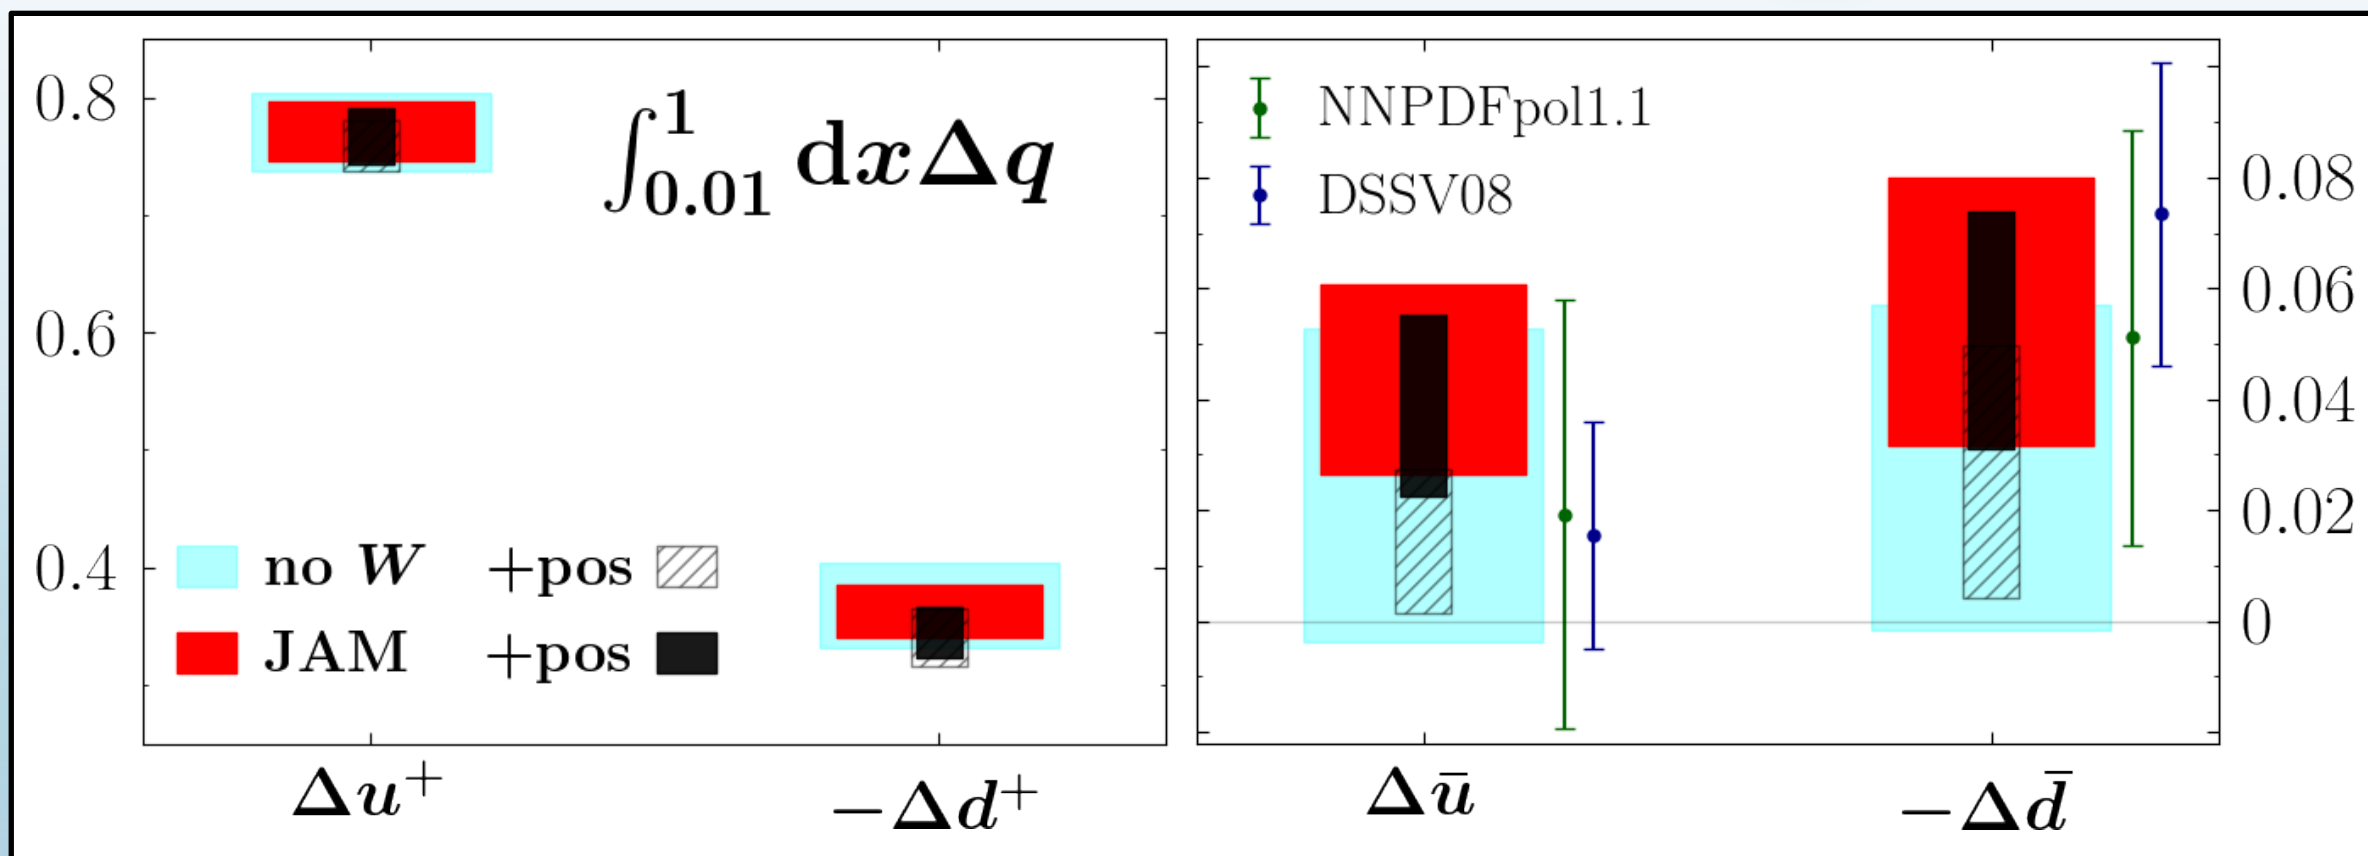 0.8
0.6
0.4
∫_{0.01}^{1} dxΔq
no W +pos
JAM +pos
Δu⁺
−Δd⁺
NNPDFpol1.1
DSSV08
0.08
0.06
0.04
0.02
0
Δū
−Δd̄